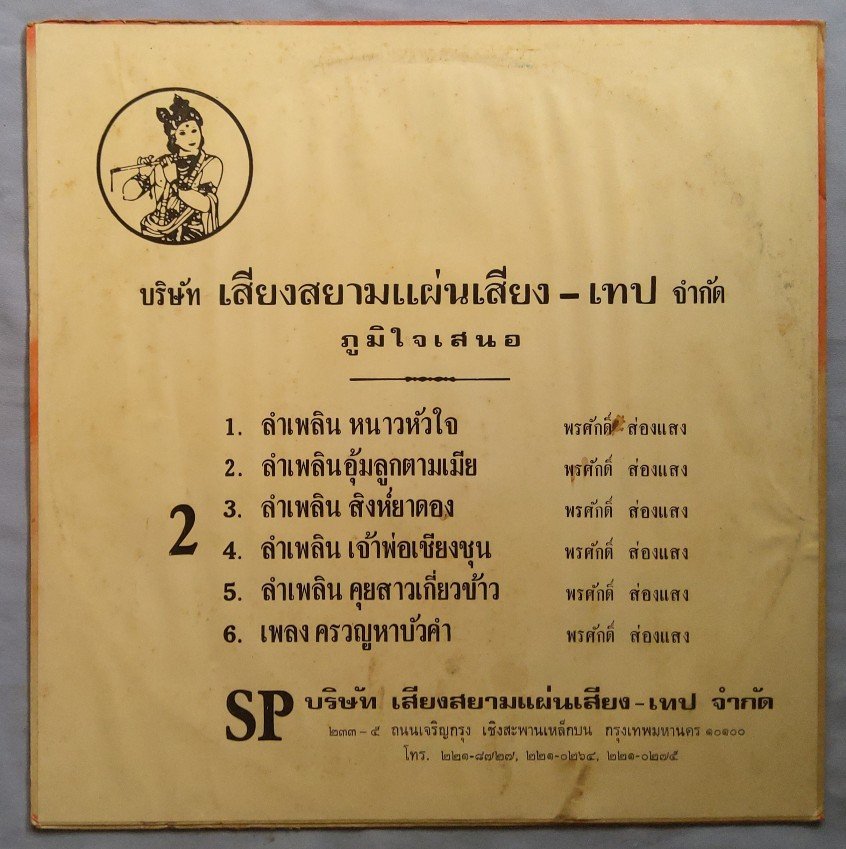 บริษัท เสียงสยามแผ่นเสียง – เทป จำกัด
ภูมิใจเสนอ
2
1. ลำเพลิน หนาวหัวใจ พรศักดิ์ ส่องแสง
2. ลำเพลินอุ้มลูกตามเมีย พรศักดิ์ ส่องแสง
3. ลำเพลิน สิงห์ยาดอง พรศักดิ์ ส่องแสง
4. ลำเพลิน เจ้าพ่อเชียงชุน พรศักดิ์ ส่องแสง
5. ลำเพลิน คุยสาวเกี่ยวข้าว พรศักดิ์ ส่องแสง
6. เพลง ครวญหาบัวคำ พรศักดิ์ ส่องแสง
SP บริษัท เสียงสยามแผ่นเสียง - เทป จำกัด
๒๓๓ – ๕ ถนนเจริญกรุง เชิงสะพานเหล็กบน กรุงเทพมหานคร ๑๐๑๐๐
โทร. ๒๒๑-๘๗๒๗, ๒๒๑-๐๒๖๔, ๒๒๑-๐๒๗๕